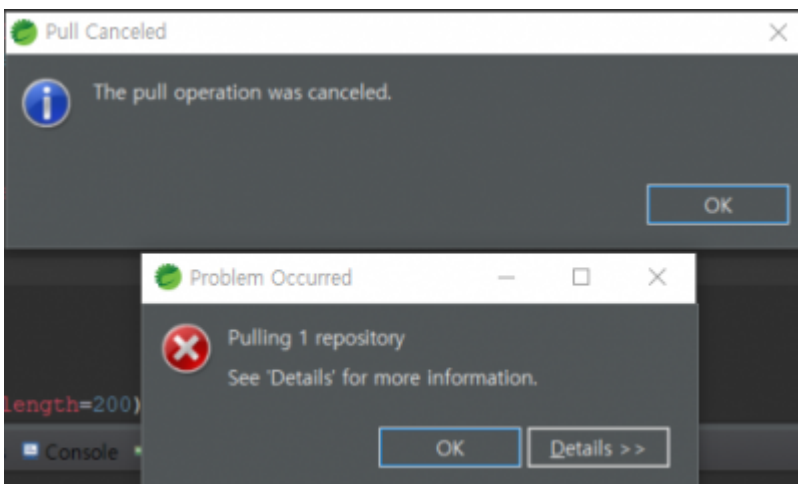 Pull Canceled
The pull operation was canceled.
OK
Problem Occurred
Pulling 1 repository
See 'Details' for more information.
length=200)
Console
OK
Details >>